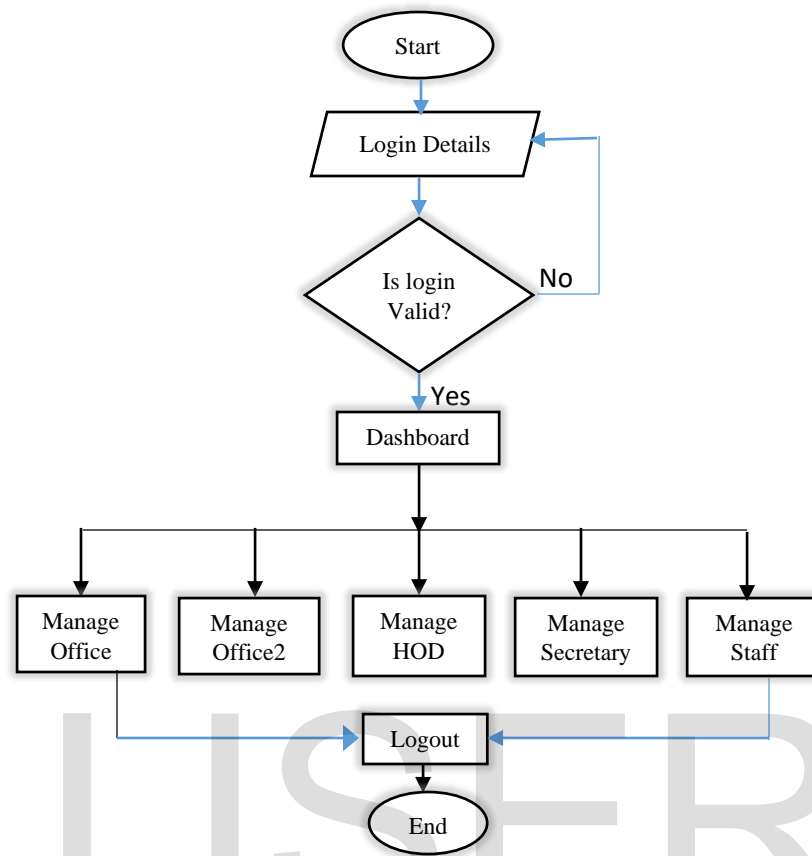 Start
Login Details
Is login
Valid?
No
Yes
Dashboard
Manage
Office
Manage
Office2
Manage
HOD
Manage
Secretary
Manage
Staff
Logout
End